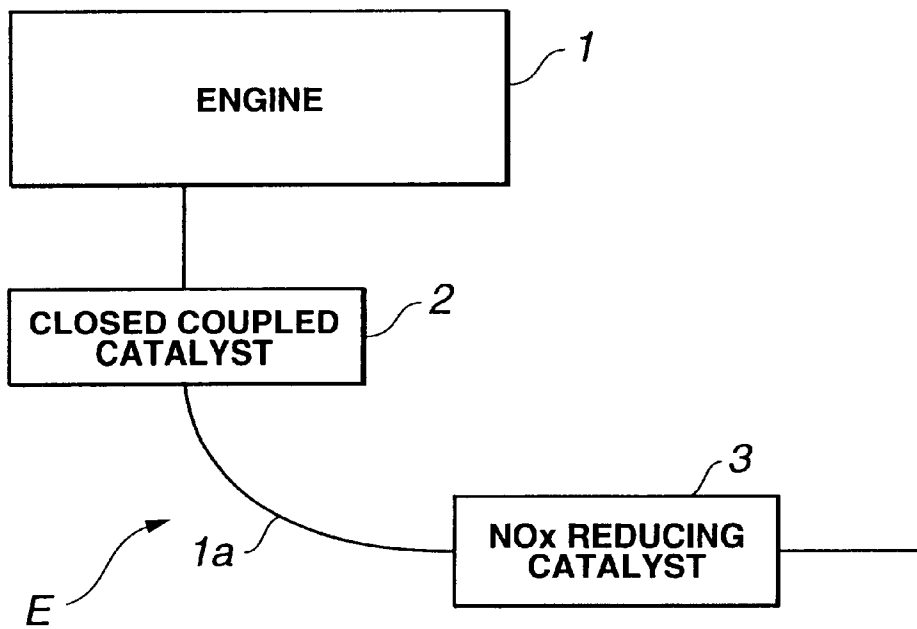 1
ENGINE
2
CLOSED COUPLED
CATALYST
3
NOx REDUCING
CATALYST
1a
E